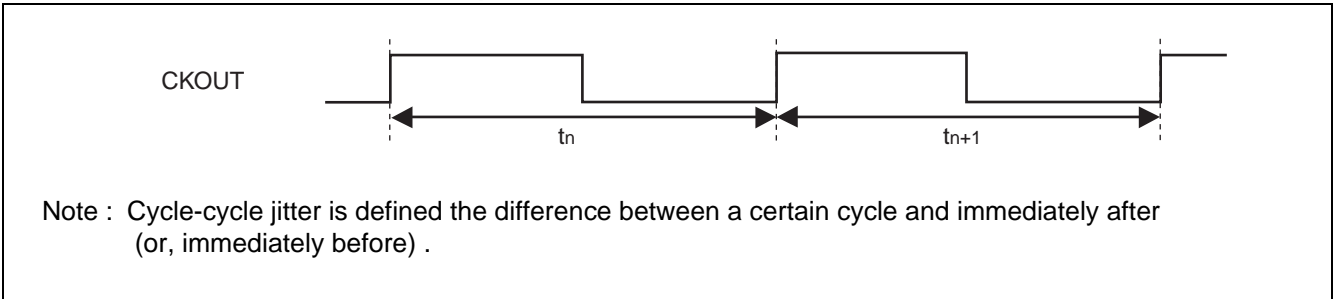 CKOUT
tn
tn+1
Note : Cycle-cycle jitter is defined the difference between a certain cycle and immediately after
(or, immediately before) .